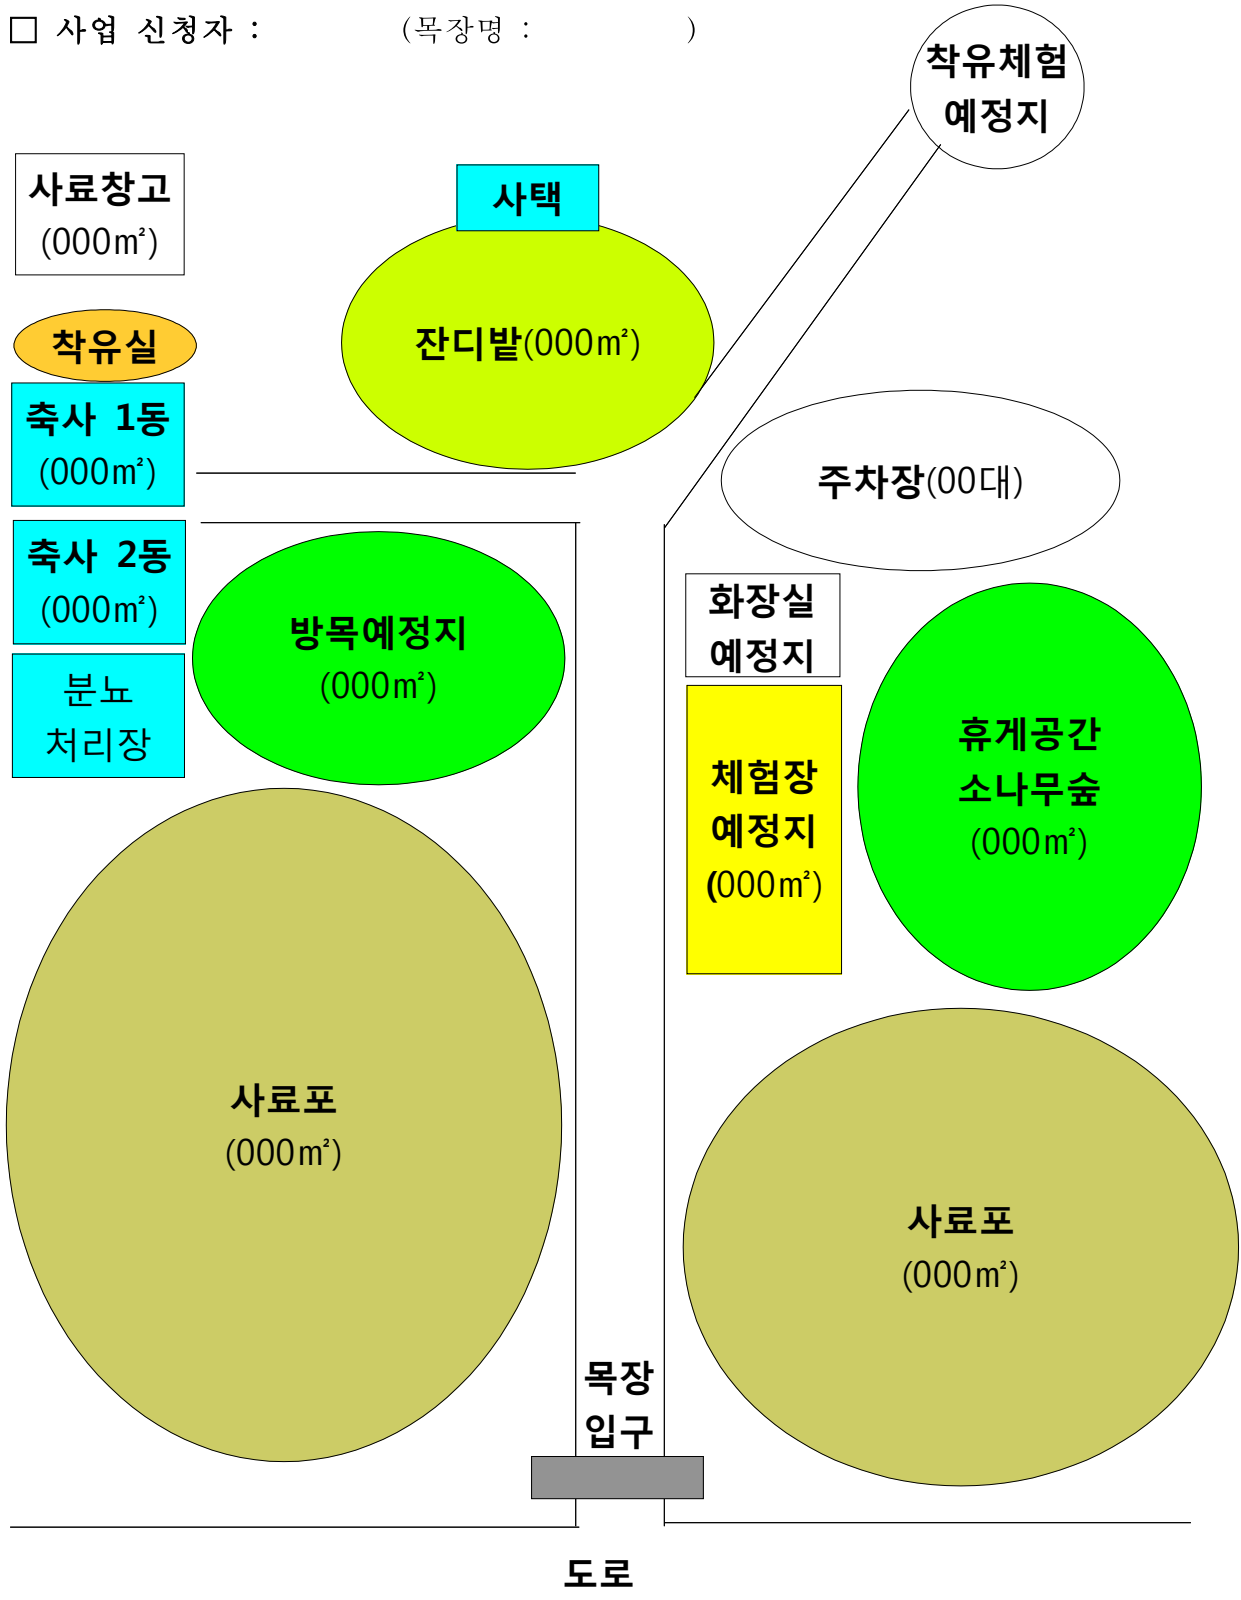 □ 사업 신청자 : (목장명 : )
착유체험
예정지
사료창고
(000㎡)
사택
잔디밭(000㎡)
착유실
축사 1동
(000㎡)
주차장(00대)
축사 2동
(000㎡)
방목예정지
(000㎡)
화장실
예정지
분뇨
처리장
체험장
예정지
(000㎡)
휴게공간
소나무숲
(000㎡)
사료포
(000㎡)
사료포
(000㎡)
목장
입구
도로